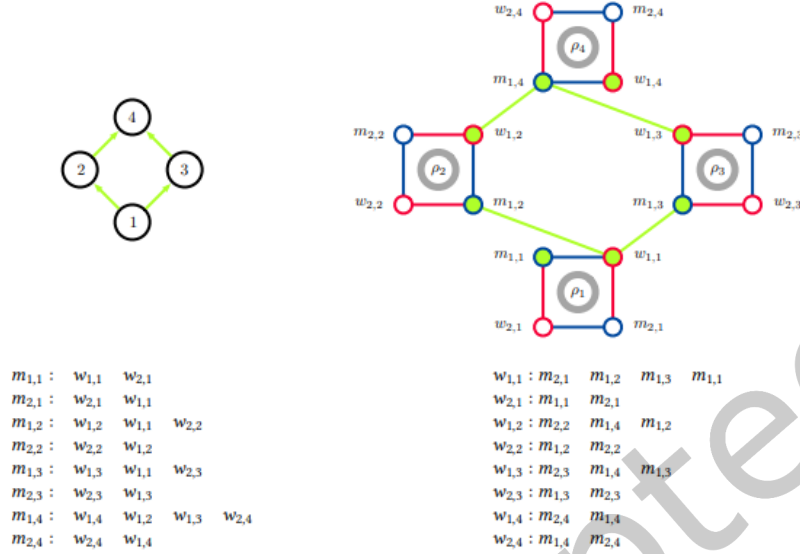 w2,4 m2,4
ρ4
m1,4 w1,4
4
m2,2 w1,2 w1,3 m2,3
2 3 ρ2 ρ3
w2,2 m1,2 m1,3 w2,3
1
m1,1 w1,1
ρ1
w2,1 m2,1
m1,1 : w1,1 w2,1
m2,1 : w2,1 w1,1
m1,2 : w1,2 w1,1 w2,2
m2,2 : w2,2 w1,2
m1,3 : w1,3 w1,1 w2,3
m2,3 : w2,3 w1,3
m1,4 : w1,4 w1,2 w1,3 w2,4
m2,4 : w2,4 w1,4
w1,1 : m2,1 m1,2 m1,3 m1,1
w2,1 : m1,1 m2,1
w1,2 : m2,2 m1,4 m1,2
w2,2 : m1,2 m2,2
w1,3 : m2,3 m1,4 m1,3
w2,3 : m1,3 m2,3
w1,4 : m2,4 m1,4
w2,4 : m1,4 m2,4